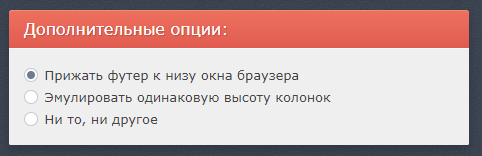 Дополнительные опции:
Прижать футер к низу окна браузера
Эмулировать одинаковую высоту колонок
Ни то, ни другое